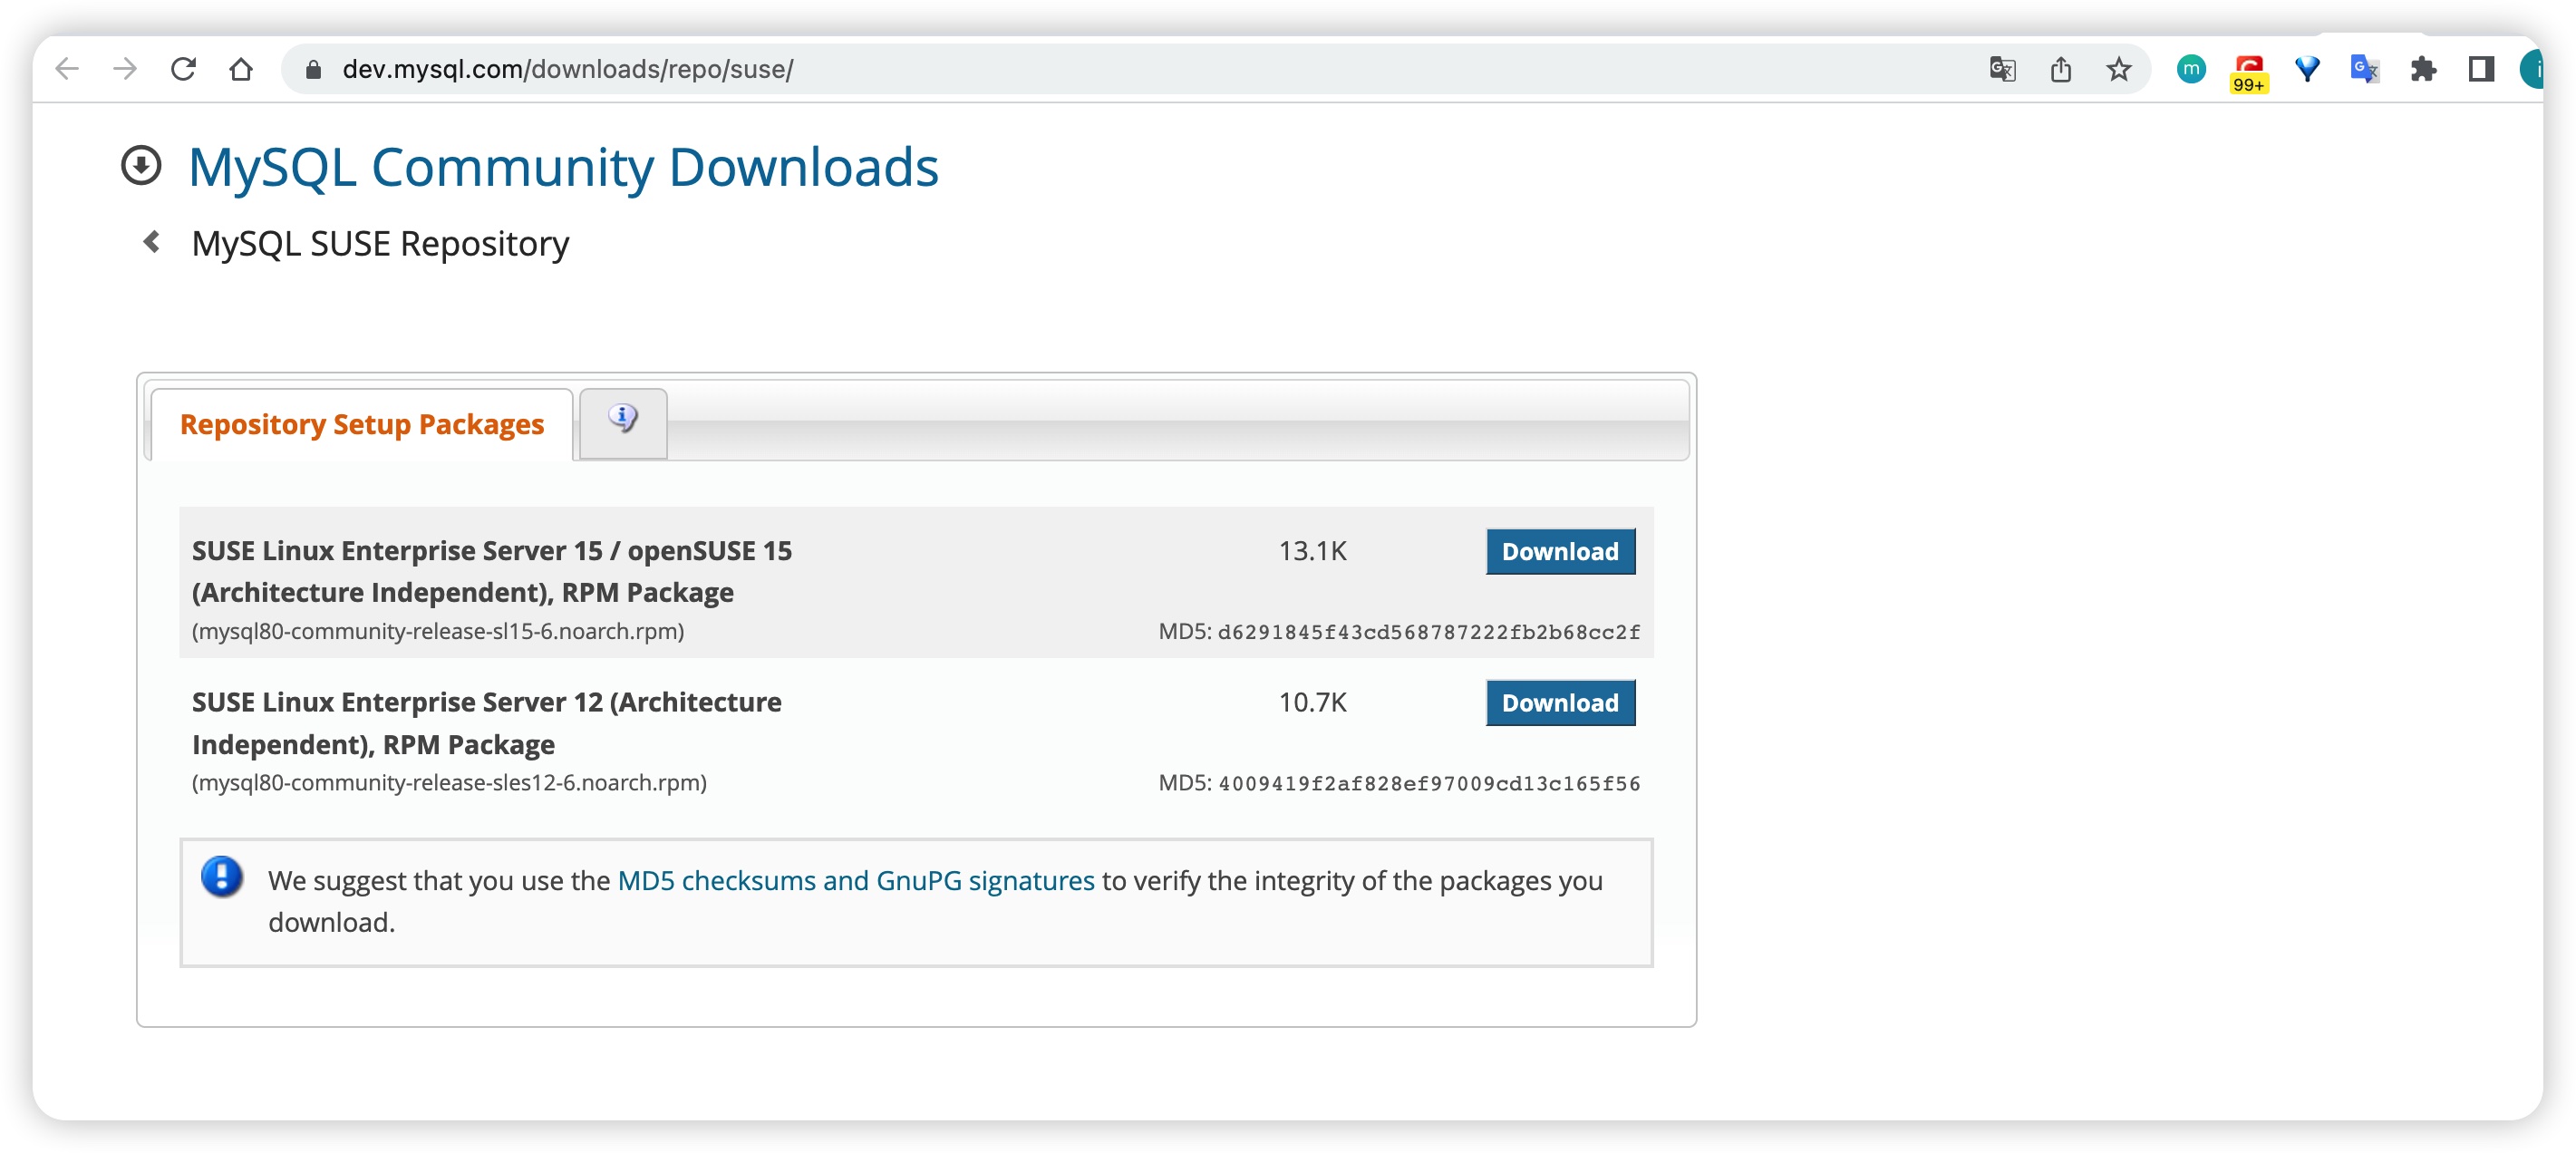 dev.mysql.com/downloads/repo/suse/
m
99+
i
MySQL Community Downloads
MySQL SUSE Repository
Repository Setup Packages
SUSE Linux Enterprise Server 15 / openSUSE 15
(Architecture Independent), RPM Package
13.1K
Download
(mysql80-community-release-sl15-6.noarch.rpm)
MD5: d6291845f43cd568787222fb2b68cc2f
SUSE Linux Enterprise Server 12 (Architecture
Independent), RPM Package
10.7K
Download
(mysql80-community-release-sles12-6.noarch.rpm)
MD5: 4009419f2af828ef97009cd13c165f56
We suggest that you use the MD5 checksums and GnuPG signatures to verify the integrity of the packages you
download.